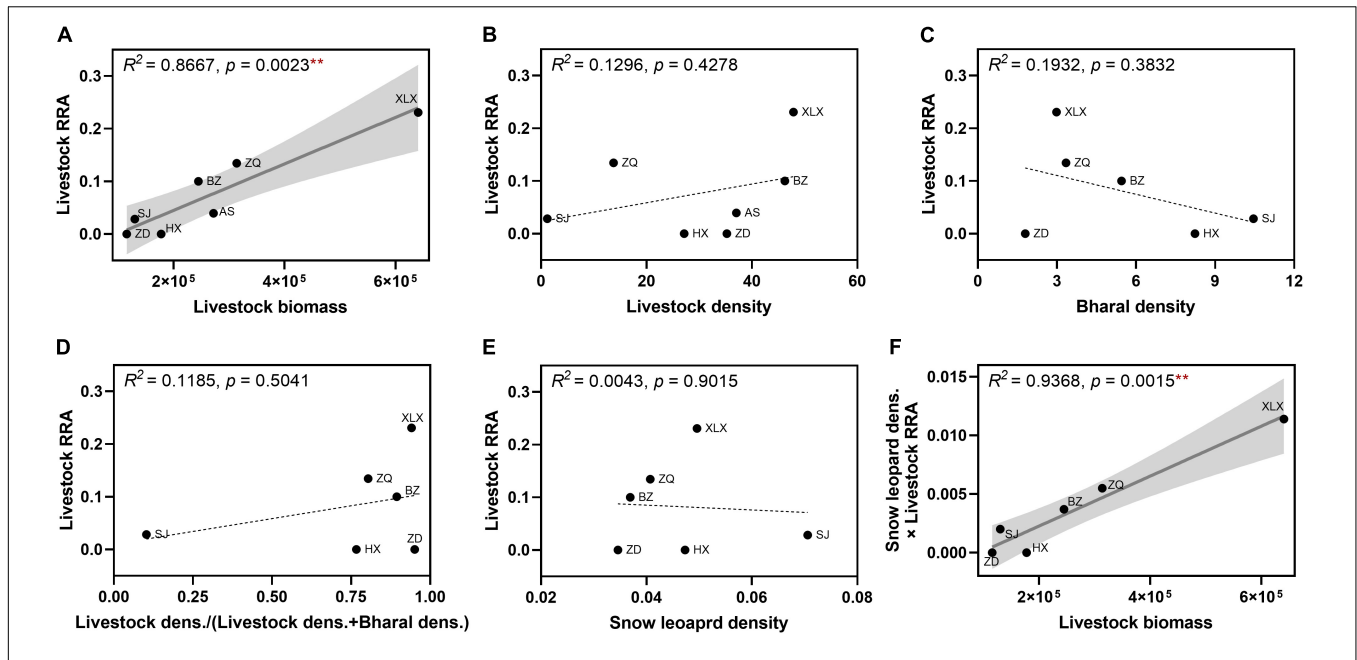 A
R² = 0.8667, p = 0.0023**
Livestock RRA
0.3
0.2
0.1
0.0
XLX
ZQ
BZ
AS
SJ
HX
ZD
2×10⁵
4×10⁵
6×10⁵
Livestock biomass
B
R² = 0.1296, p = 0.4278
Livestock RRA
0.3
0.2
0.1
0.0
XLX
ZQ
BZ
AS
SJ
HX
ZD
0
20
40
60
Livestock density
C
R² = 0.1932, p = 0.3832
Livestock RRA
0.3
0.2
0.1
0.0
XLX
ZQ
BZ
SJ
ZD
HX
0
3
6
9
12
Bharal density
D
R² = 0.1185, p = 0.5041
Livestock RRA
0.3
0.2
0.1
0.0
XLX
ZQ
BZ
SJ
HX
ZD
0.00
0.25
0.50
0.75
1.00
Livestock dens./(Livestock dens.+Bharal dens.)
E
R² = 0.0043, p = 0.9015
Livestock RRA
0.3
0.2
0.1
0.0
XLX
ZQ
BZ
SJ
ZD
HX
0.02
0.04
0.06
0.08
Snow leoaprd density
F
R² = 0.9368, p = 0.0015**
Snow leopard dens.
× Livestock RRA
0.015
0.010
0.005
0.000
XLX
ZQ
BZ
SJ
HX
ZD
2×10⁵
4×10⁵
6×10⁵
Livestock biomass